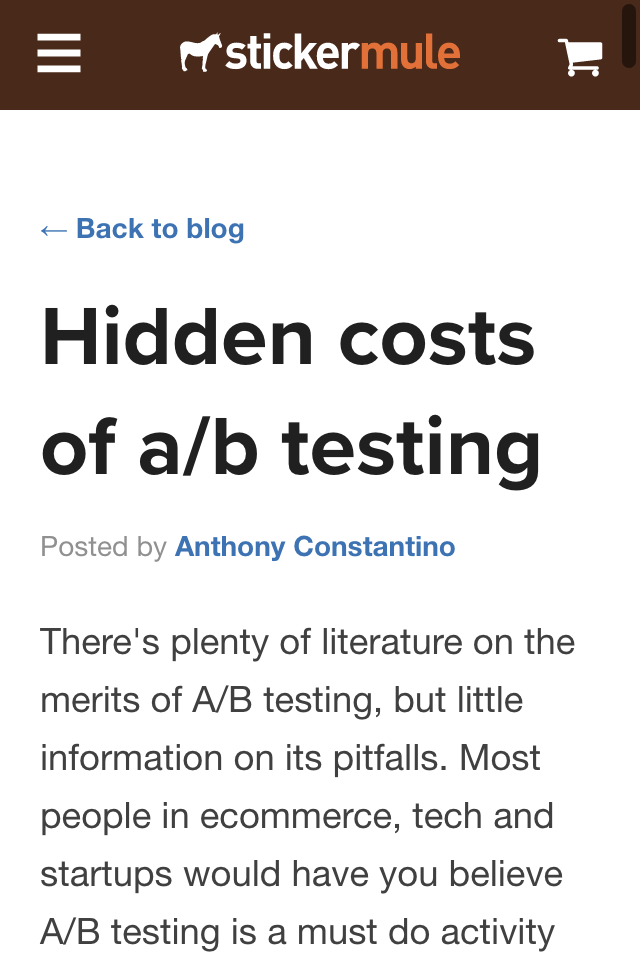 stickermule
← Back to blog
Hidden costs
of a/b testing
Posted by Anthony Constantino
There's plenty of literature on the
merits of A/B testing, but little
information on its pitfalls. Most
people in ecommerce, tech and
startups would have you believe
A/B testing is a must do activity